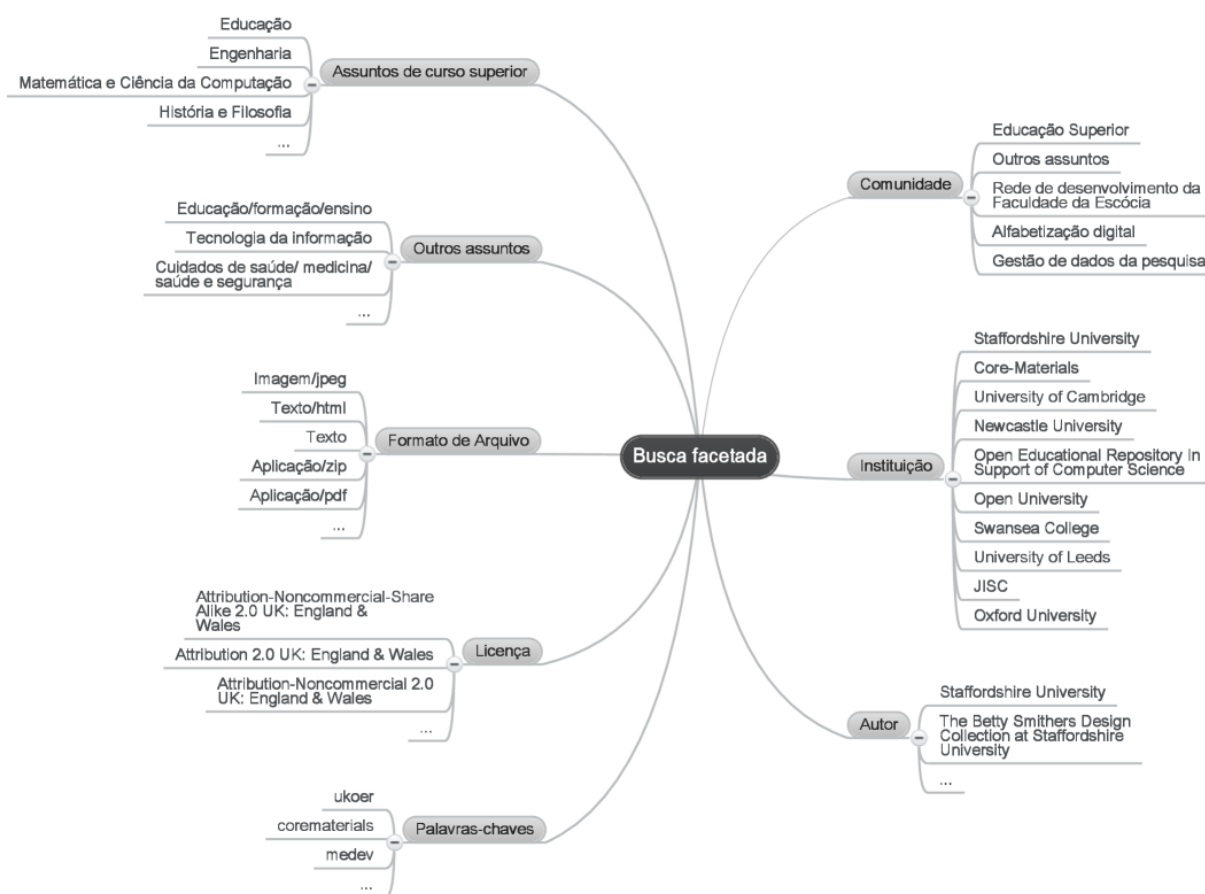 Educação
Engenharia
Matemática e Ciência da Computação
História e Filosofia
...
Assuntos de curso superior
Educação/formação/ensino
Tecnologia da informação
Cuidados de saúde/ medicina/
saúde e segurança
...
Outros assuntos
Imagem/jpeg
Texto/html
Texto
Aplicação/zip
Aplicação/pdf
...
Formato de Arquivo
Attribution-Noncommercial-Share
Alike 2.0 UK: England &
Wales
Attribution 2.0 UK: England & Wales
Attribution-Noncommercial 2.0
UK: England & Wales
...
Licença
ukoer
corematerials
medev
...
Palavras-chaves
Busca facetada
Comunidade
Educação Superior
Outros assuntos
Rede de desenvolvimento da
Faculdade da Escócia
Alfabetização digital
Gestão de dados da pesquisa
Instituição
Staffordshire University
Core-Materials
University of Cambridge
Newcastle University
Open Educational Repository In
Support of Computer Science
Open University
Swansea College
University of Leeds
JISC
Oxford University
Autor
Staffordshire University
The Betty Smithers Design
Collection at Staffordshire
University
...